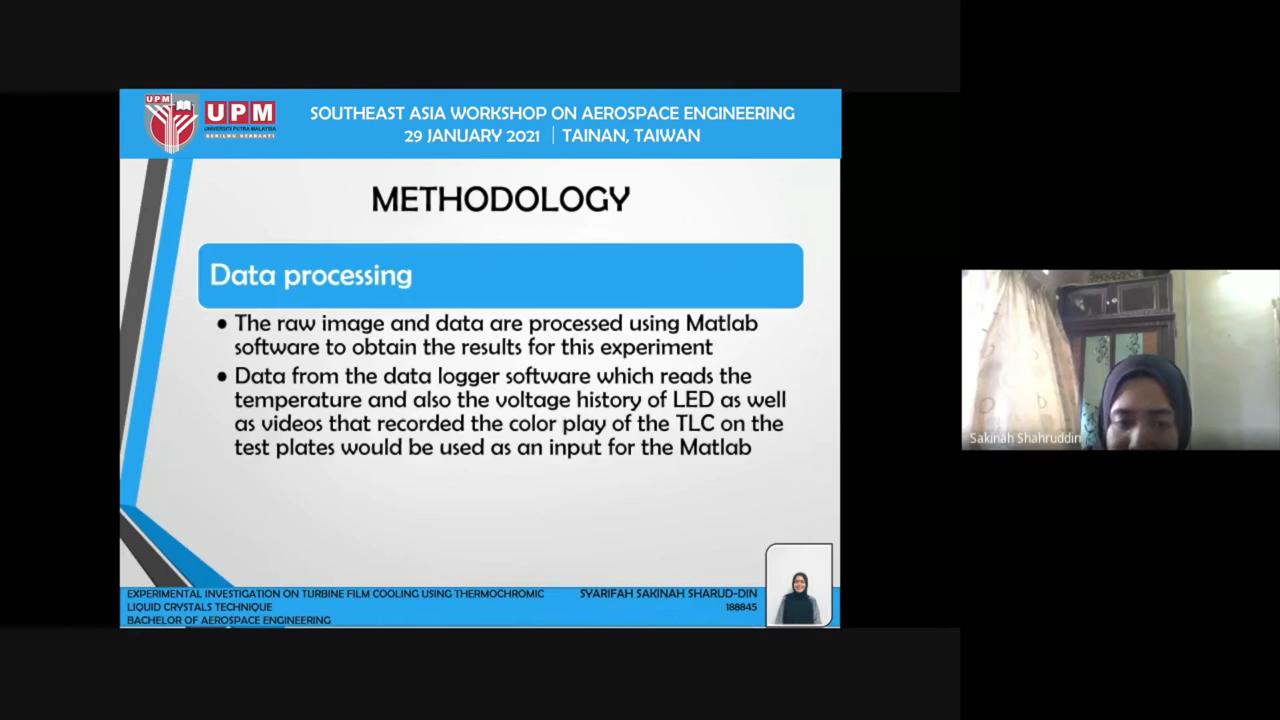 UPM
UPM
UNIVERSITI PUTRA MALAYSIA
BERILMU BERBAKTI
SOUTHEAST ASIA WORKSHOP ON AEROSPACE ENGINEERING
29 JANUARY 2021 | TAINAN, TAIWAN
METHODOLOGY
Data processing
• The raw image and data are processed using Matlab
software to obtain the results for this experiment
• Data from the data logger software which reads the
temperature and also the voltage history of LED as well
as videos that recorded the color play of the TLC on the
test plates would be used as an input for the Matlab
Sakinah Shahruddin
EXPERIMENTAL INVESTIGATION ON TURBINE FILM COOLING USING THERMOCHROMIC
LIQUID CRYSTALS TECHNIQUE
BACHELOR OF AEROSPACE ENGINEERING
SYARIFAH SAKINAH SHARUD-DIN
188845